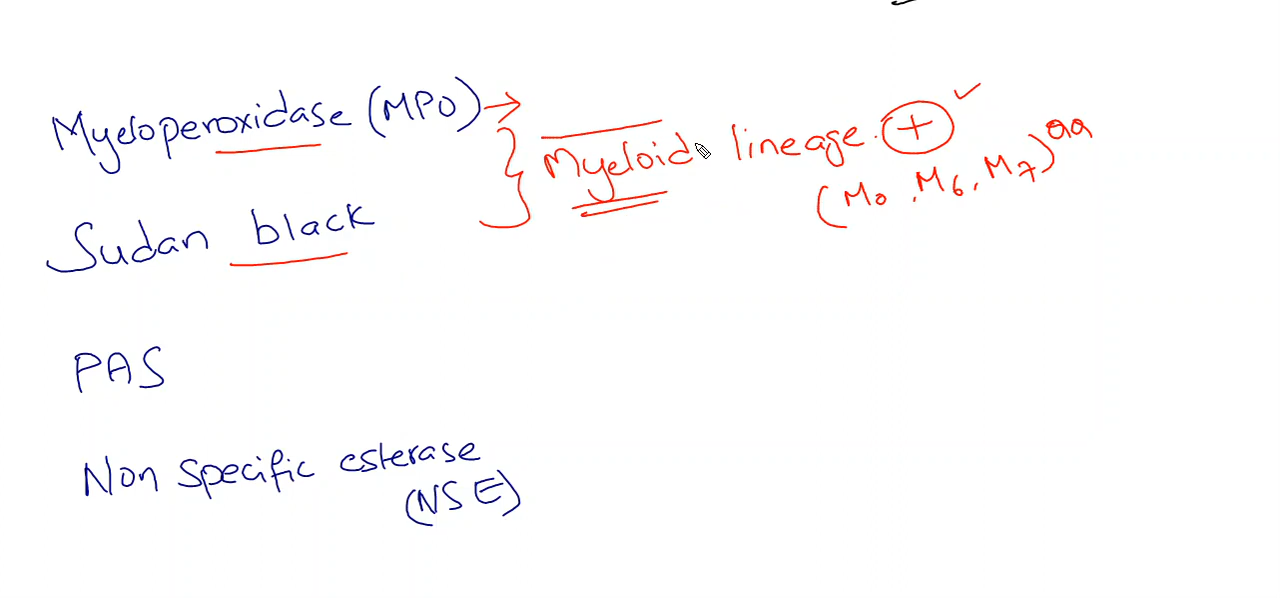 Myeloperoxidase (MPO) →
} Myeloid lineage. +
(M0, M6, M7)
Sudan black
PAS
Non specific esterase
(NSE)